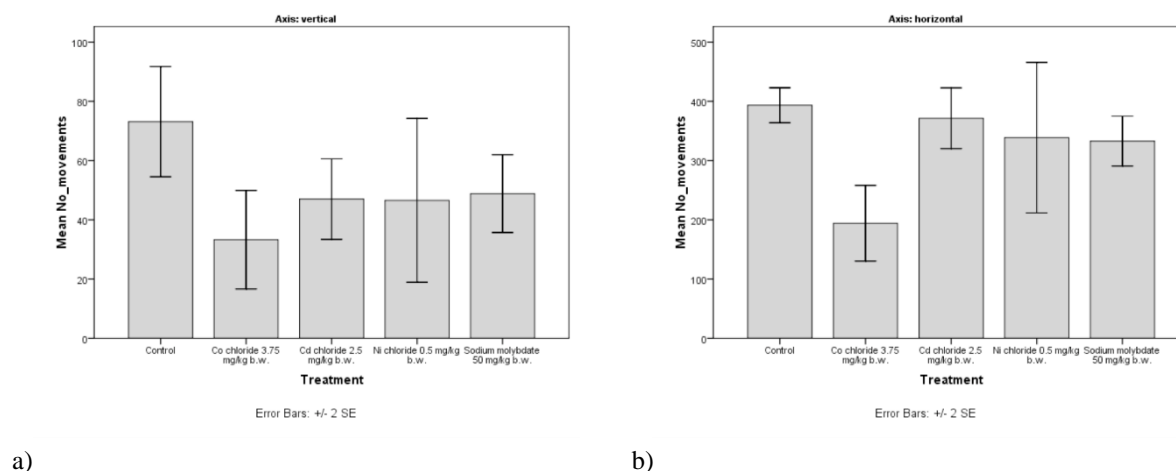 Axis: vertical
Mean No_movements
100
80
60
40
20
0
Control
Co chloride 3.75
mg/kg b.w.
Cd chloride 2.5
mg/kg b.w.
Ni chloride 0.5 mg/kg
b.w.
Sodium molybdate
50 mg/kg b.w.
Treatment
Error Bars: +/- 2 SE
a)
Axis: horizontal
Mean No_movements
500
400
300
200
100
0
Control
Co chloride 3.75
mg/kg b.w.
Cd chloride 2.5
mg/kg b.w.
Ni chloride 0.5 mg/kg
b.w.
Sodium molybdate
50 mg/kg b.w.
Treatment
Error Bars: +/- 2 SE
b)